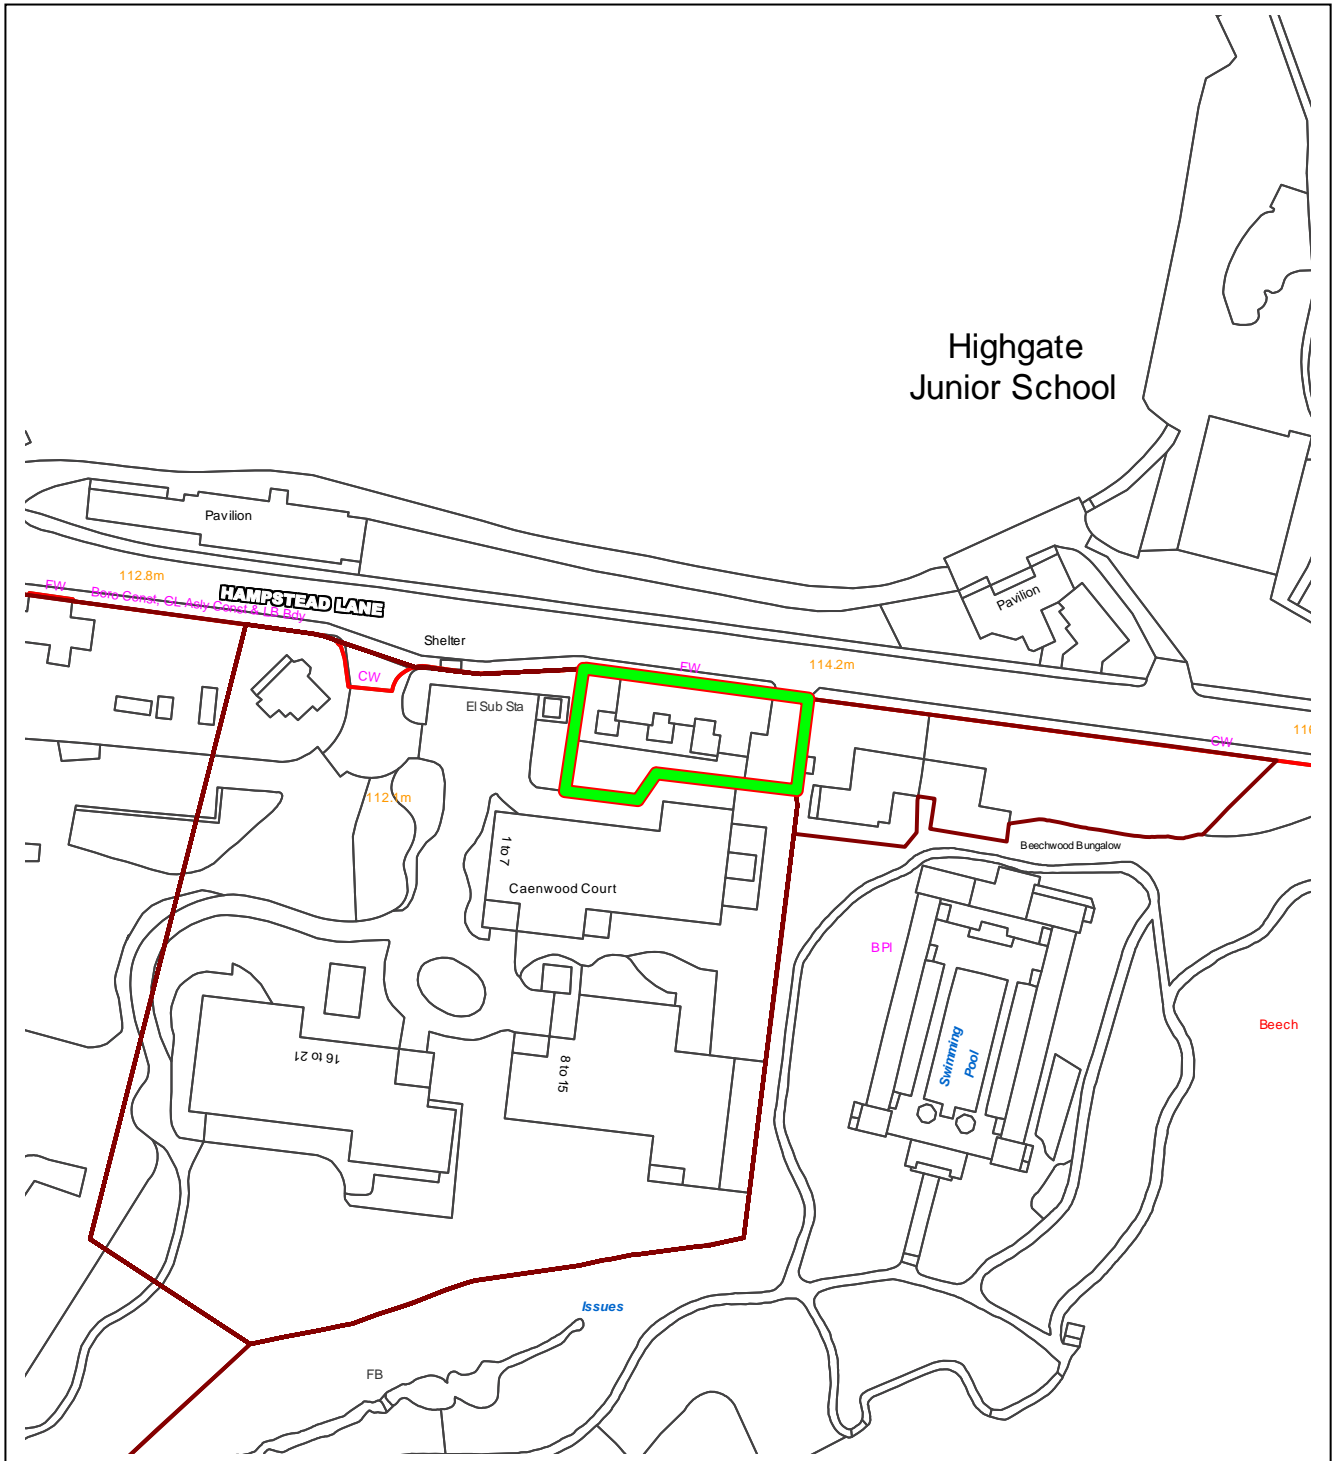 Highgate
Junior School
Pavilion
112.8m
FW
Boro Const, GL Asly Const & LB Bdy
HAMPSTEAD LANE
Pavilion
Shelter
FW
114.2m
CW
El Sub Sta
CW
116
112.1m
1 to 7
Beechwood Bungalow
Caenwood Court
BPl
Beech
Swimming
Pool
16 to 21
8 to 15
Issues
FB